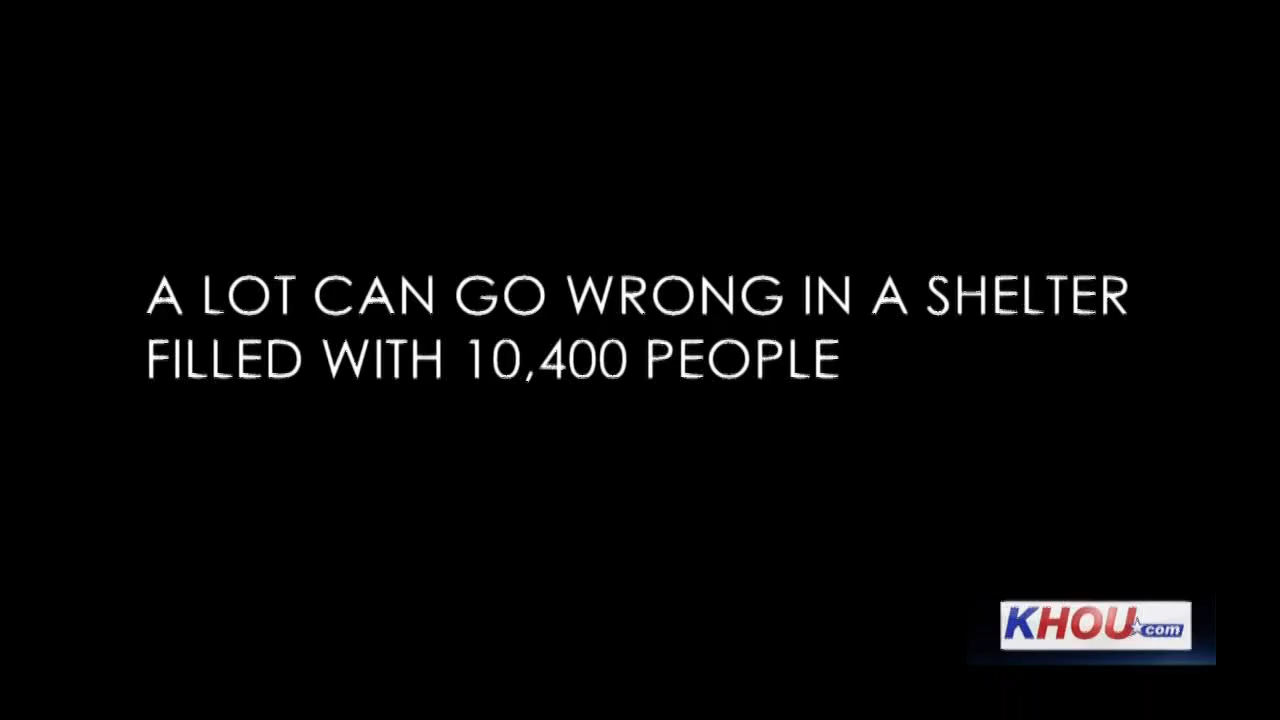 A LOT CAN GO WRONG IN A SHELTER
FILLED WITH 10,400 PEOPLE
KHOU.com